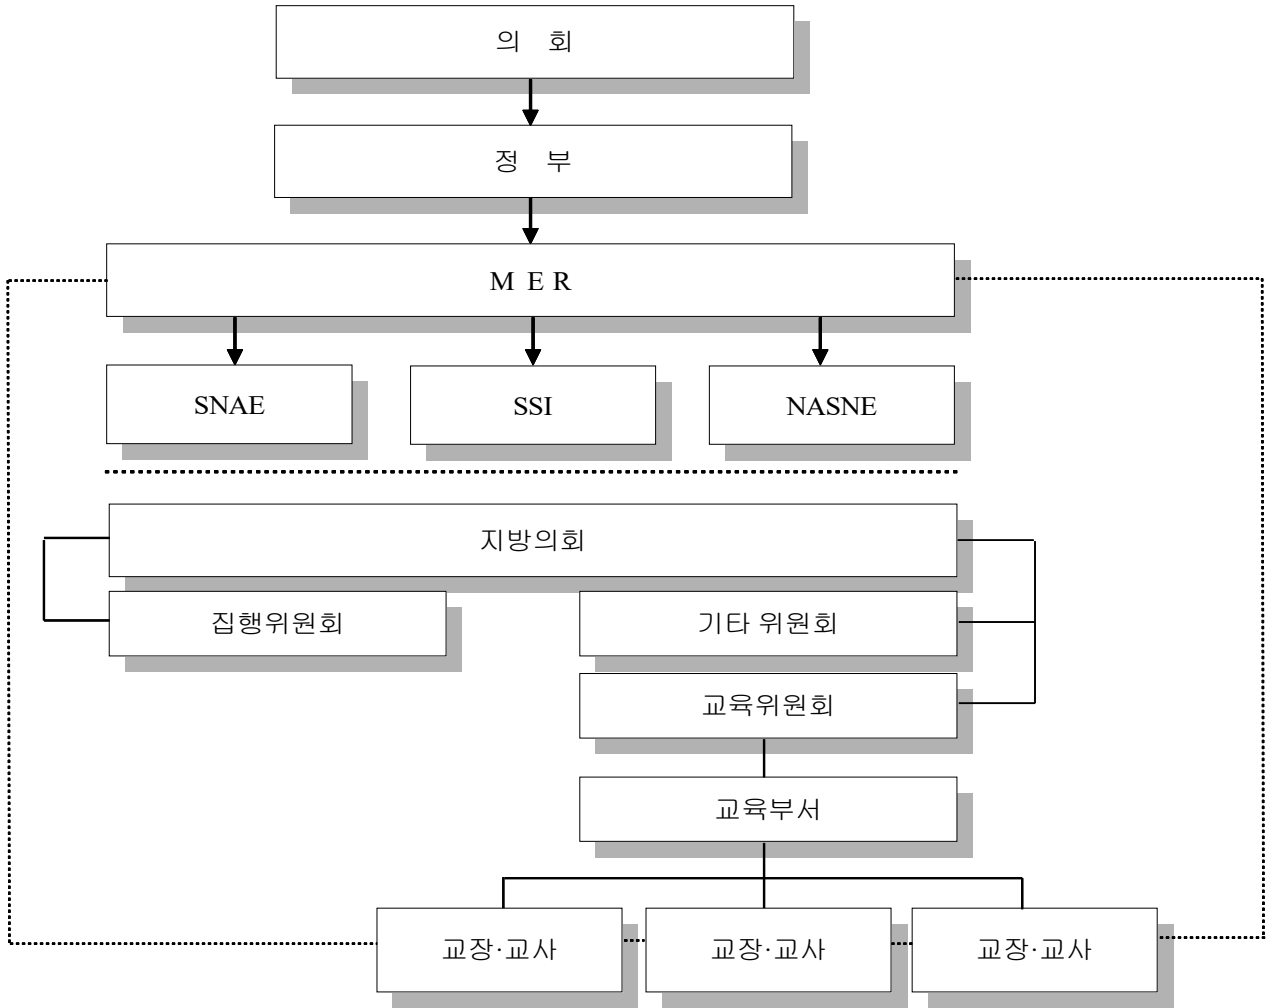 의 회
정 부
M E R
SNAE SSI NASNE
지방의회
집행위원회 기타 위원회
교육위원회
교육부서
교장·교사 교장·교사 교장·교사